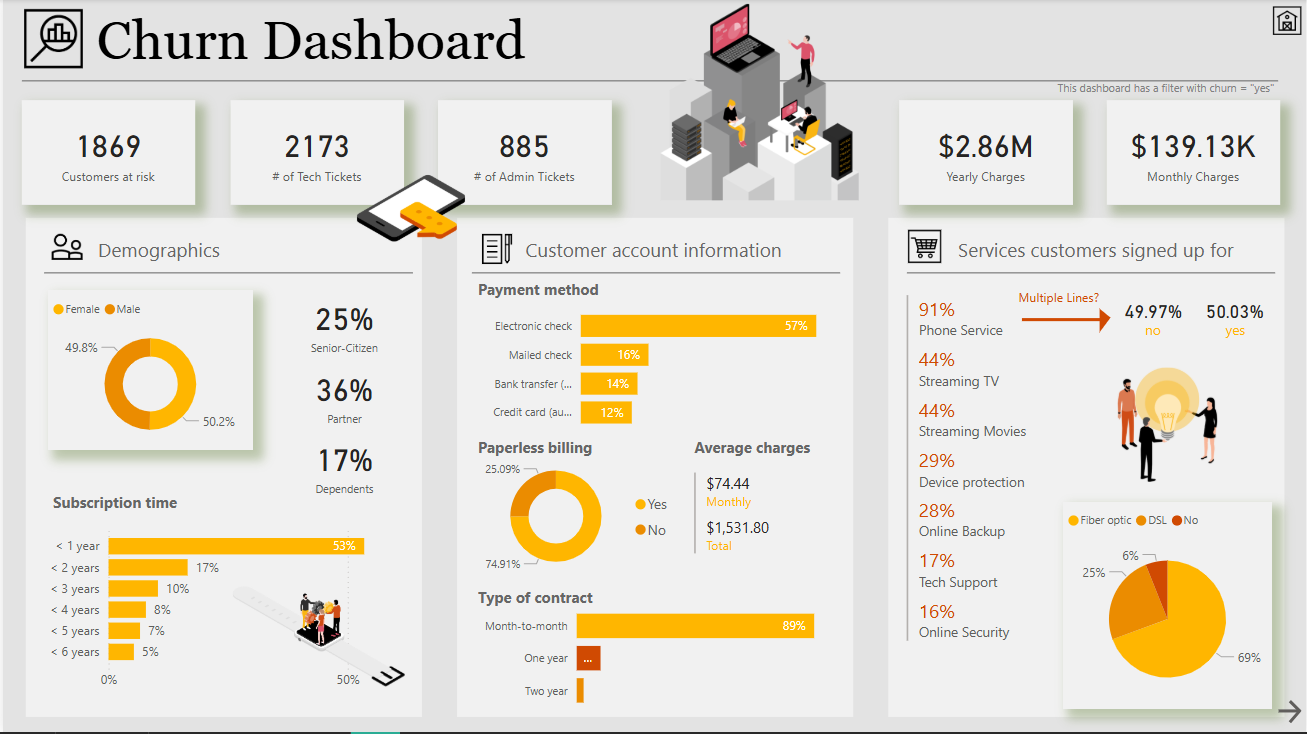 Churn Dashboard
This dashboard has a filter with churn = "yes"
1869
Customers at risk
2173
# of Tech Tickets
885
# of Admin Tickets
$2.86M
Yearly Charges
$139.13K
Monthly Charges
Demographics
Female Male
49.8%
50.2%
25%
Senior-Citizen
36%
Partner
17%
Dependents
Subscription time
< 1 year 53%
< 2 years 17%
< 3 years 10%
< 4 years 8%
< 5 years 7%
< 6 years 5%
0% 50%
Customer account information
Payment method
Electronic check 57%
Mailed check 16%
Bank transfer (... 14%
Credit card (au... 12%
Paperless billing
25.09%
74.91%
Yes
No
Average charges
$74.44
Monthly
$1,531.80
Total
Type of contract
Month-to-month 89%
One year ...
Two year
Services customers signed up for
91%
Phone Service
Multiple Lines?
49.97%
no
50.03%
yes
44%
Streaming TV
44%
Streaming Movies
29%
Device protection
28%
Online Backup
17%
Tech Support
16%
Online Security
Fiber optic DSL No
6%
25%
69%